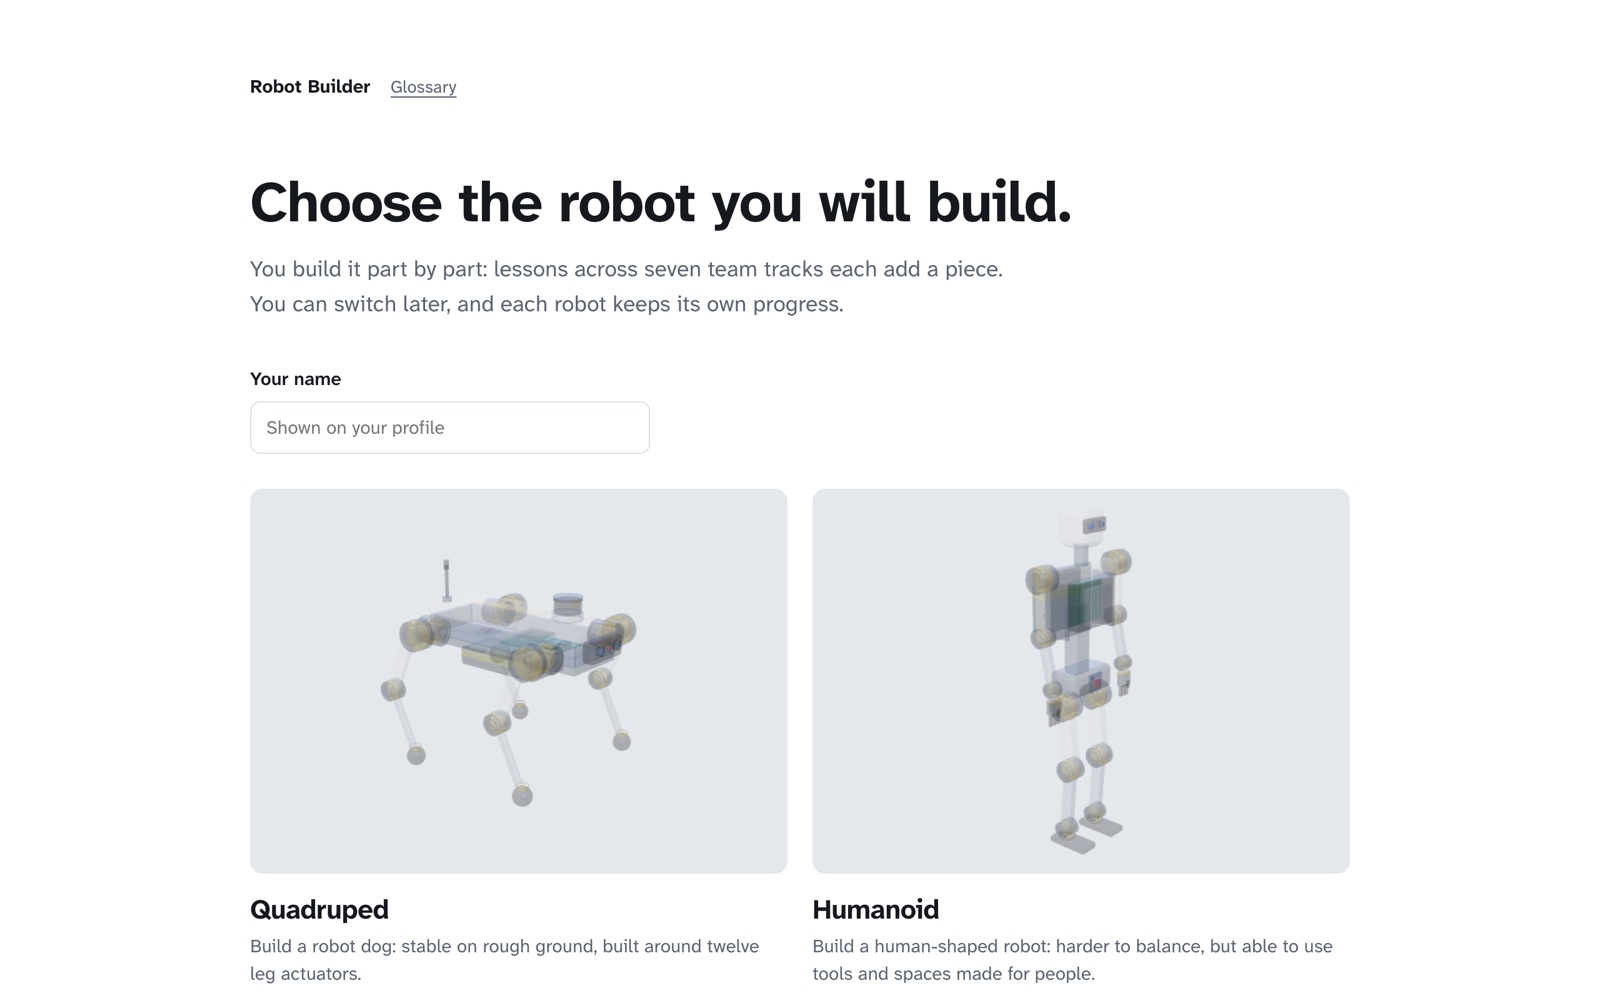 Robot Builder Glossary
Choose the robot you will build.
You build it part by part: lessons across seven team tracks each add a piece.
You can switch later, and each robot keeps its own progress.
Your name
Shown on your profile
Quadruped
Build a robot dog: stable on rough ground, built around twelve
leg actuators.
Humanoid
Build a human-shaped robot: harder to balance, but able to use
tools and spaces made for people.